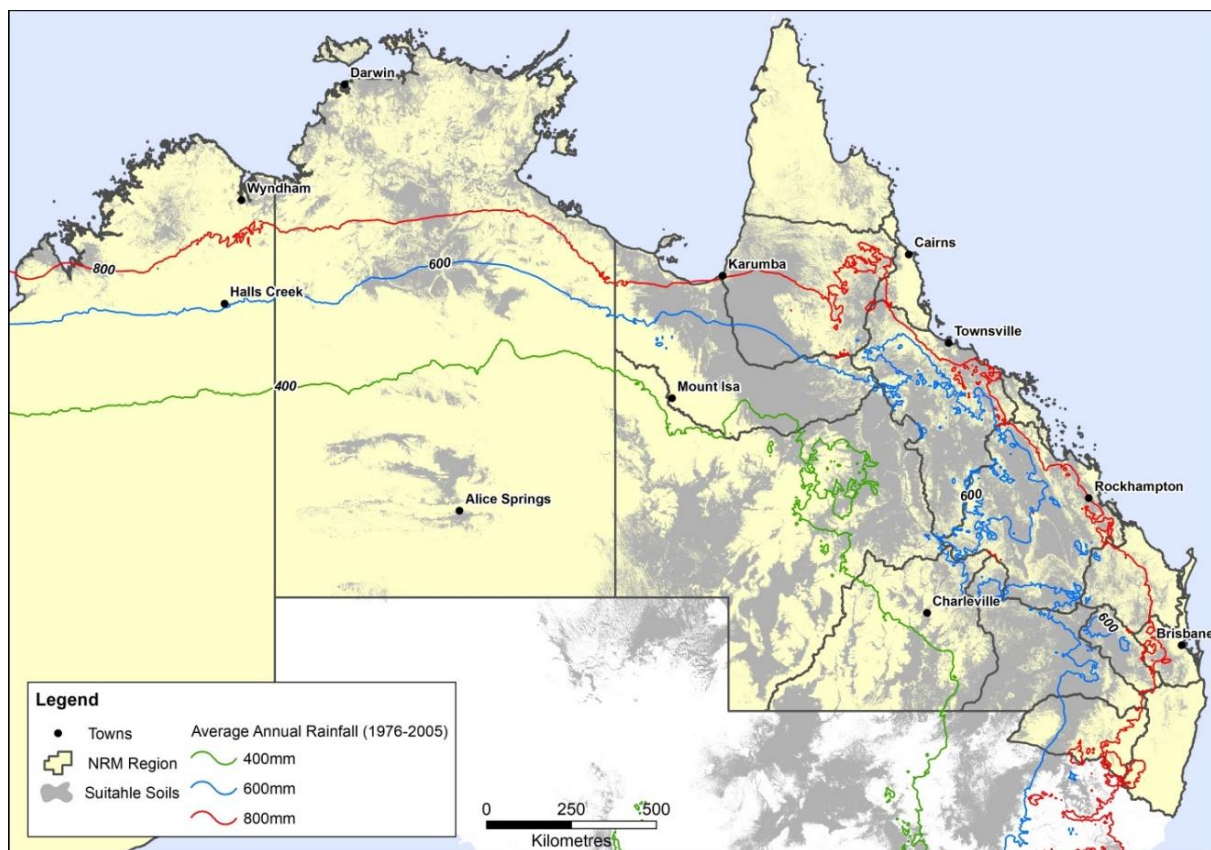 Darwin
Wyndham
800
Halls Creek
600
400
Karumba
Cairns
Townsville
Mount Isa
Alice Springs
600
Rockhampton
Charleville
600
Brisbane
Legend
Towns
NRM Region
Suitable Soils
Average Annual Rainfall (1976-2005)
400mm
600mm
800mm
0 250 500
Kilometres